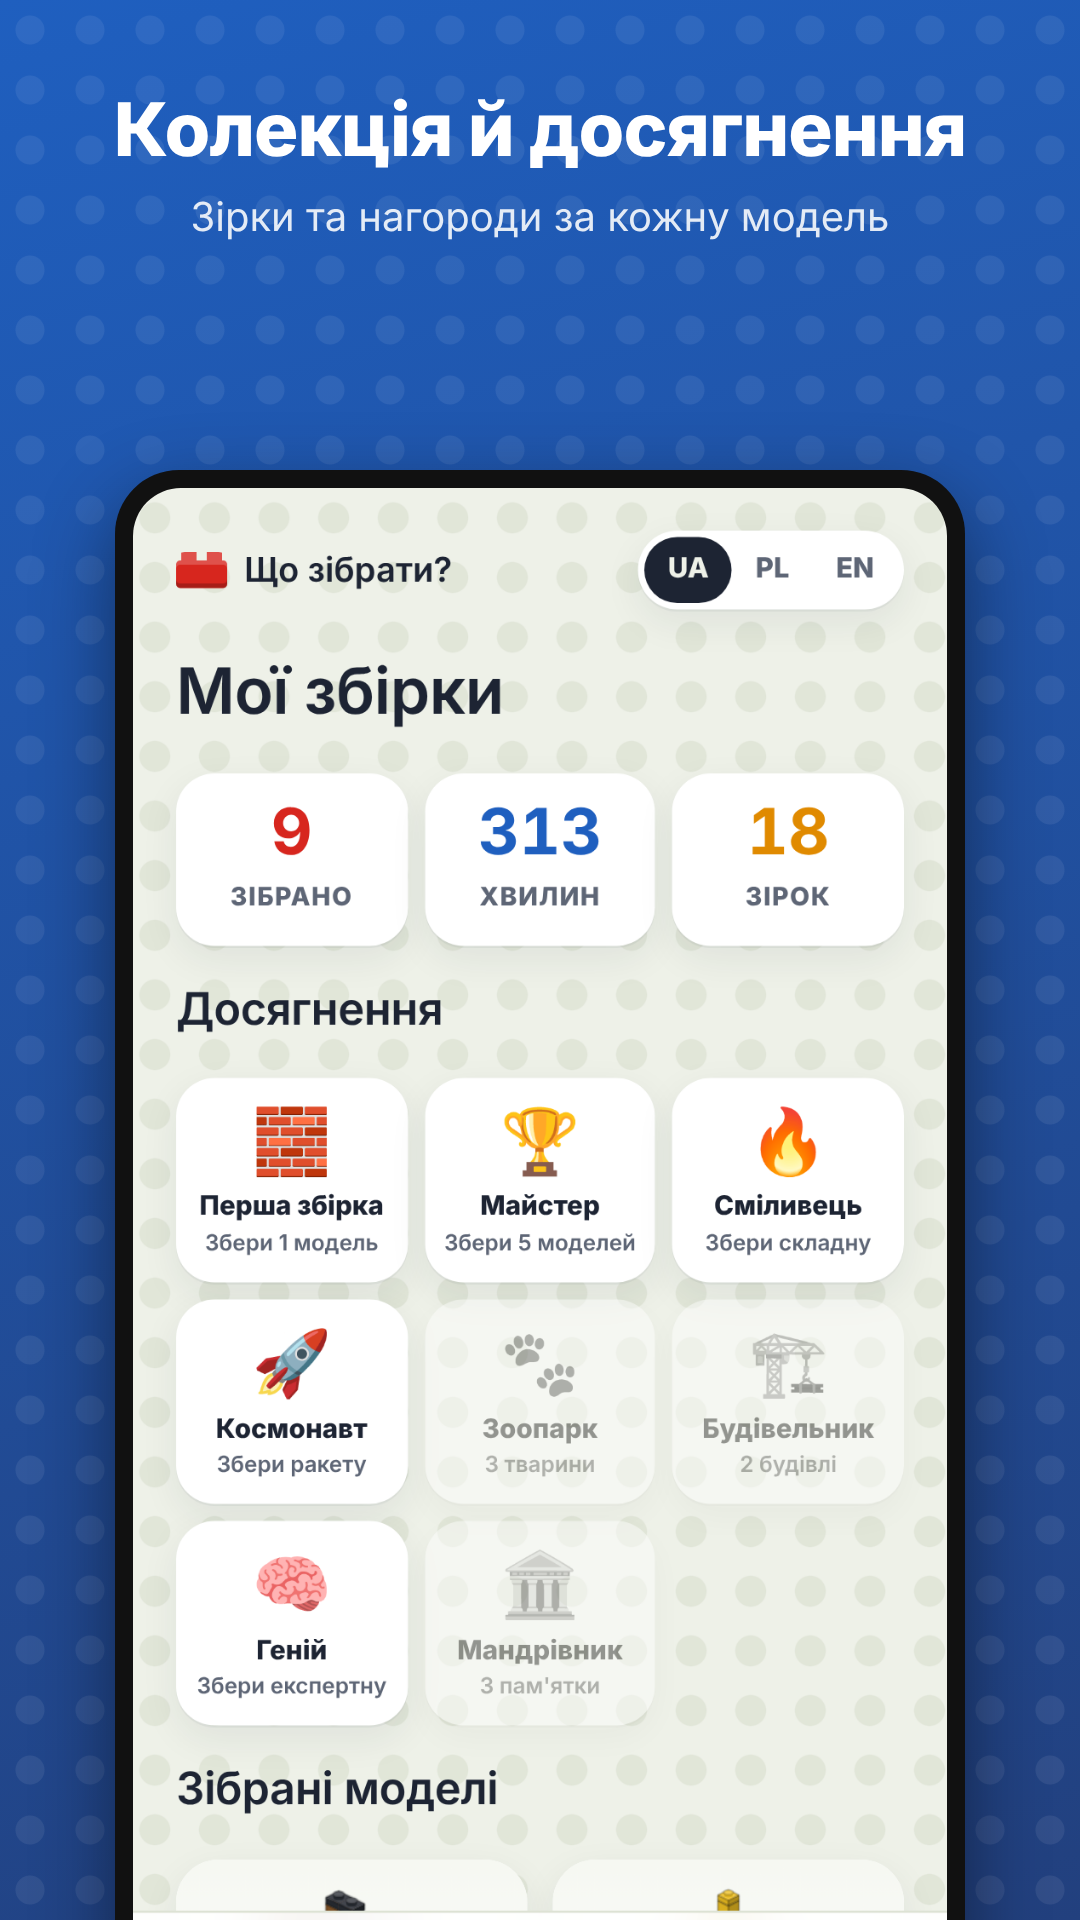 Колекція й досягнення
Зірки та нагороди за кожну модель
Що зібрати?
UA PL EN
Мої збірки
9 313 18
ЗІБРАНО ХВИЛИН ЗІРОК
Досягнення
Перша збірка Майстер Сміливець
Збери 1 модель Збери 5 моделей Збери складну
Космонавт Зоопарк Будівельник
Збери ракету 3 тварини 2 будівлі
Геній Мандрівник
Збери експертну 3 пам'ятки
Зібрані моделі